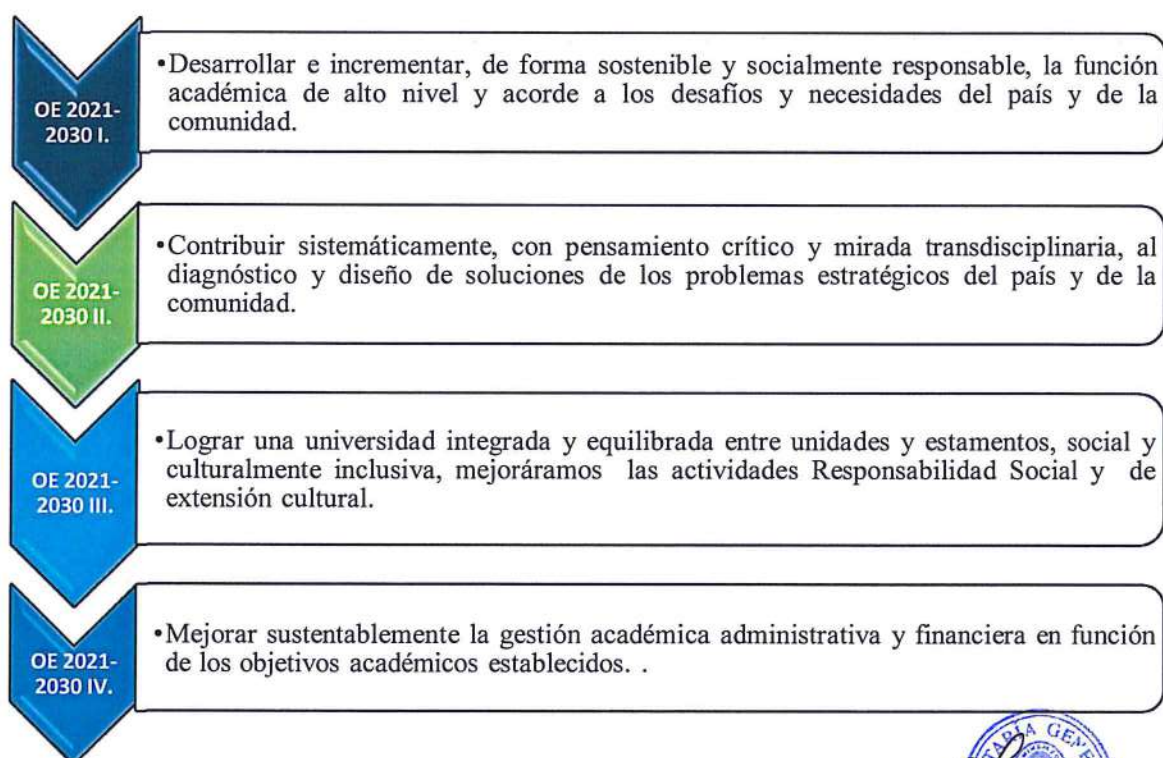 OE 2021-
2030 I.
•Desarrollar e incrementar, de forma sostenible y socialmente responsable, la función
académica de alto nivel y acorde a los desafíos y necesidades del país y de la
comunidad.
OE 2021-
2030 II.
•Contribuir sistemáticamente, con pensamiento crítico y mirada transdisciplinaria, al
diagnóstico y diseño de soluciones de los problemas estratégicos del país y de la
comunidad.
OE 2021-
2030 III.
•Lograr una universidad integrada y equilibrada entre unidades y estamentos, social y
culturalmente inclusiva, mejoráramos las actividades Responsabilidad Social y de
extensión cultural.
OE 2021-
2030 IV.
•Mejorar sustentablemente la gestión académica administrativa y financiera en función
de los objetivos académicos establecidos. .